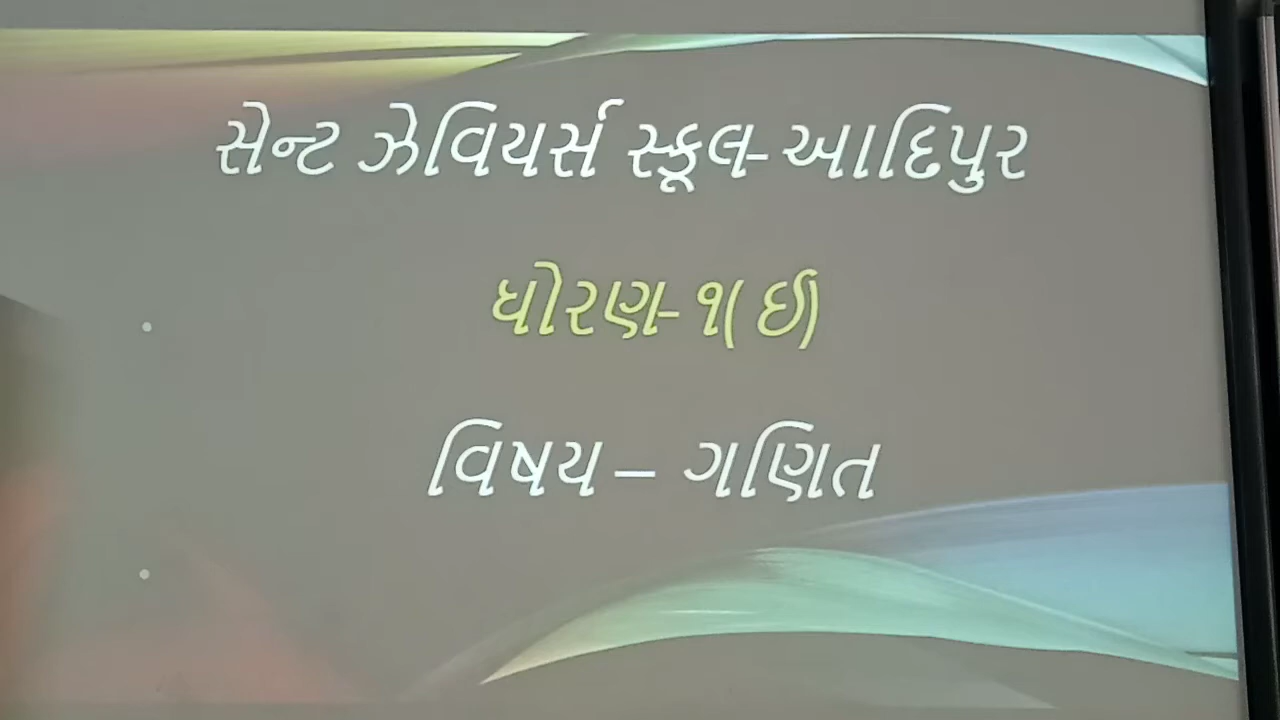 સેન્ટ ઝેવિયર્સ સ્કૂલ-આદિપુર
ધોરણ-૧( ઈ)
વિષય – ગણિત